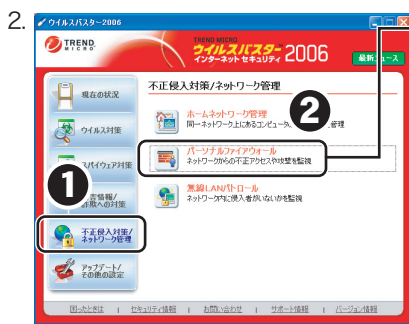 2.
ウイルスバスター2006
TREND MICRO
TREND MICRO
ウイルスバスター2006
インターネット セキュリティ
最新ニュース
不正侵入対策/ネットワーク管理
現在の状況
ウイルス対策
スパイウェア対策
不正侵入対策/
ネットワーク管理
アップデート/
その他の設定
ホームネットワーク管理
同一ネットワーク上にあるコンピュータ
管理
2
パーソナルファイアウォール
ネットワークからの不正アクセスや攻撃を監視
1
無線LANパトロール
ネットワーク内に侵入者がいないかを監視
困ったときは | セキュリティ情報 | お問い合わせ | サポート情報 | バージョン情報